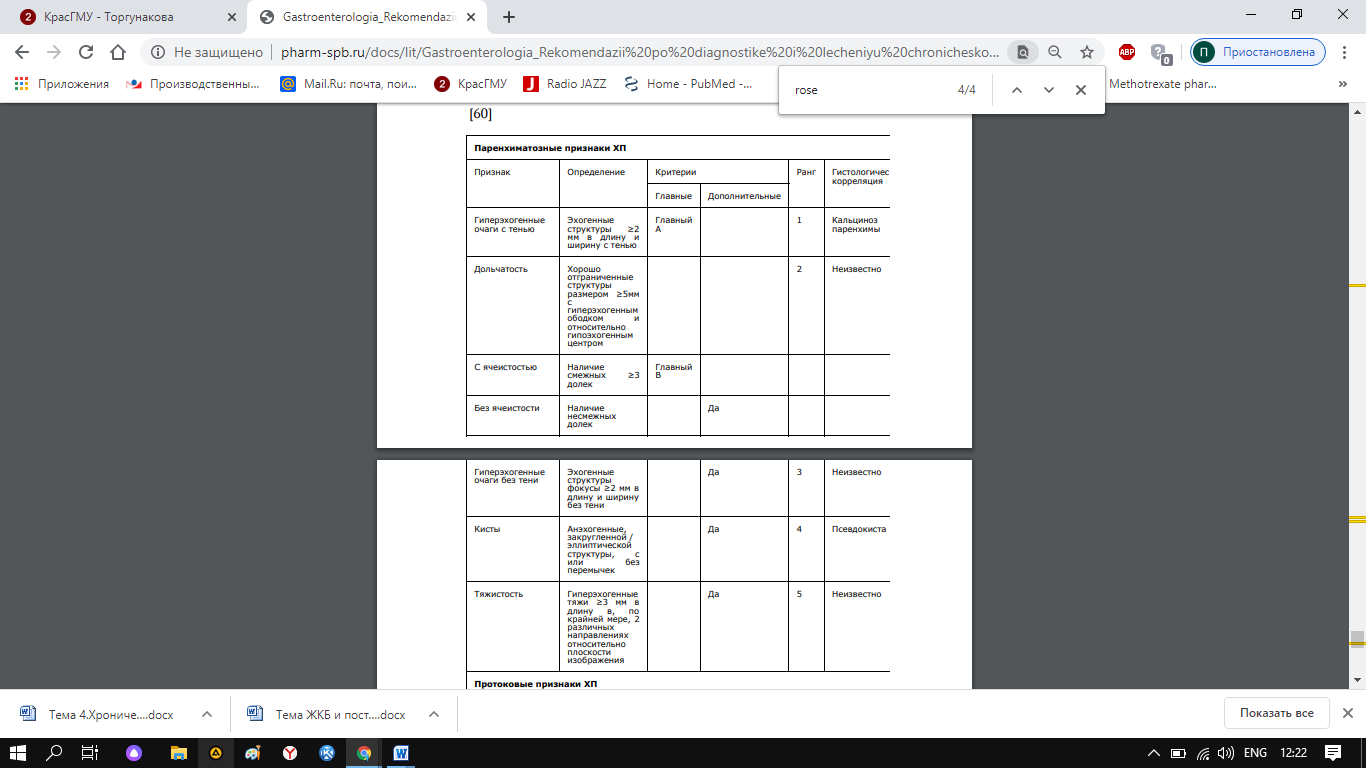 КрасГМУ - Торгунакова
Gastroenterologia_Rekomendazii
Не защищено
pharm-spb.ru/docs/lit/Gastroenterologia_Rekomendazii%20po%20diagnostike%20i%20lecheniyu%20chronichesko...
ABP
0
П
Приостановлена
Приложения
Производственны...
Mail.Ru: почта, пои...
2 КрасГМУ
J Radio JAZZ
Home - PubMed -...
Methotrexate phar...
»
rose
4/4
[60]
Паренхиматозные признаки ХП
Признак
Определение
Критерии
Ранг
Гистологичес
корреляция
Главные
Дополнительные
Гиперэхогенные
очаги с тенью
Эхогенные
структуры ≥2
мм в длину и
ширину с тенью
Главный
А
1
Кальциноз
паренхимы
Дольчатость
Хорошо
отграниченные
структуры
размером ≥5мм
с
гиперэхогенным
ободком и
относительно
гипоэхогенным
центром
2
Неизвестно
С ячеистостью
Наличие
смежных ≥3
долек
Главный
В
Без ячеистости
Наличие
несмежных
долек
Да
Гиперэхогенные
очаги без тени
Эхогенные
структуры
фокусы ≥2 мм в
длину и ширину
без тени
Да
3
Неизвестно
Кисты
Анэхогенные,
закругленной /
эллиптической
структуры, с
или без
перемычек
Да
4
Псевдокиста
Тяжистость
Гиперэхогенные
тяжи ≥3 мм в
длину в, по
крайней мере, 2
различных
направлениях
относительно
плоскости
изображения
Да
5
Неизвестно
Протоковые признаки ХП
Тема 4.Хрониче....docx
Тема ЖКБ и пост....docx
Показать все
ENG
12:22